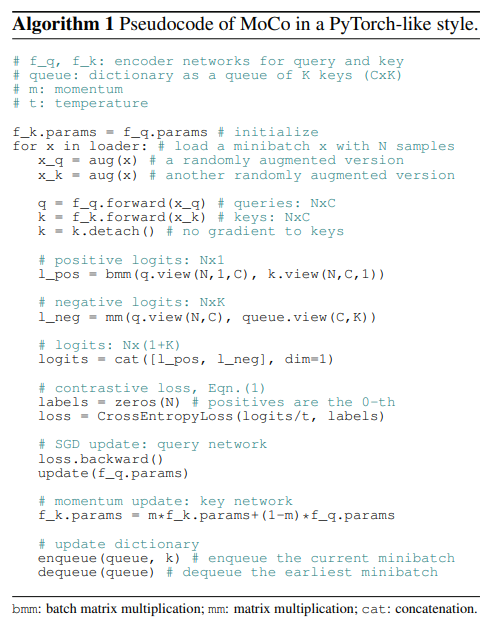 Algorithm 1 Pseudocode of MoCo in a PyTorch-like style.
# f_q, f_k: encoder networks for query and key
# queue: dictionary as a queue of K keys (CxK)
# m: momentum
# t: temperature
f_k.params = f_q.params # initialize
for x in loader: # load a minibatch x with N samples
x_q = aug(x) # a randomly augmented version
x_k = aug(x) # another randomly augmented version
q = f_q.forward(x_q) # queries: NxC
k = f_k.forward(x_k) # keys: NxC
k = k.detach() # no gradient to keys
# positive logits: Nx1
l_pos = bmm(q.view(N,1,C), k.view(N,C,1))
# negative logits: NxK
l_neg = mm(q.view(N,C), queue.view(C,K))
# logits: Nx(1+K)
logits = cat([l_pos, l_neg], dim=1)
# contrastive loss, Eqn.(1)
labels = zeros(N) # positives are the 0-th
loss = CrossEntropyLoss(logits/t, labels)
# SGD update: query network
loss.backward()
update(f_q.params)
# momentum update: key network
f_k.params = m*f_k.params+(1-m)*f_q.params
# update dictionary
enqueue(queue, k) # enqueue the current minibatch
dequeue(queue) # dequeue the earliest minibatch
bmm: batch matrix multiplication; mm: matrix multiplication; cat: concatenation.